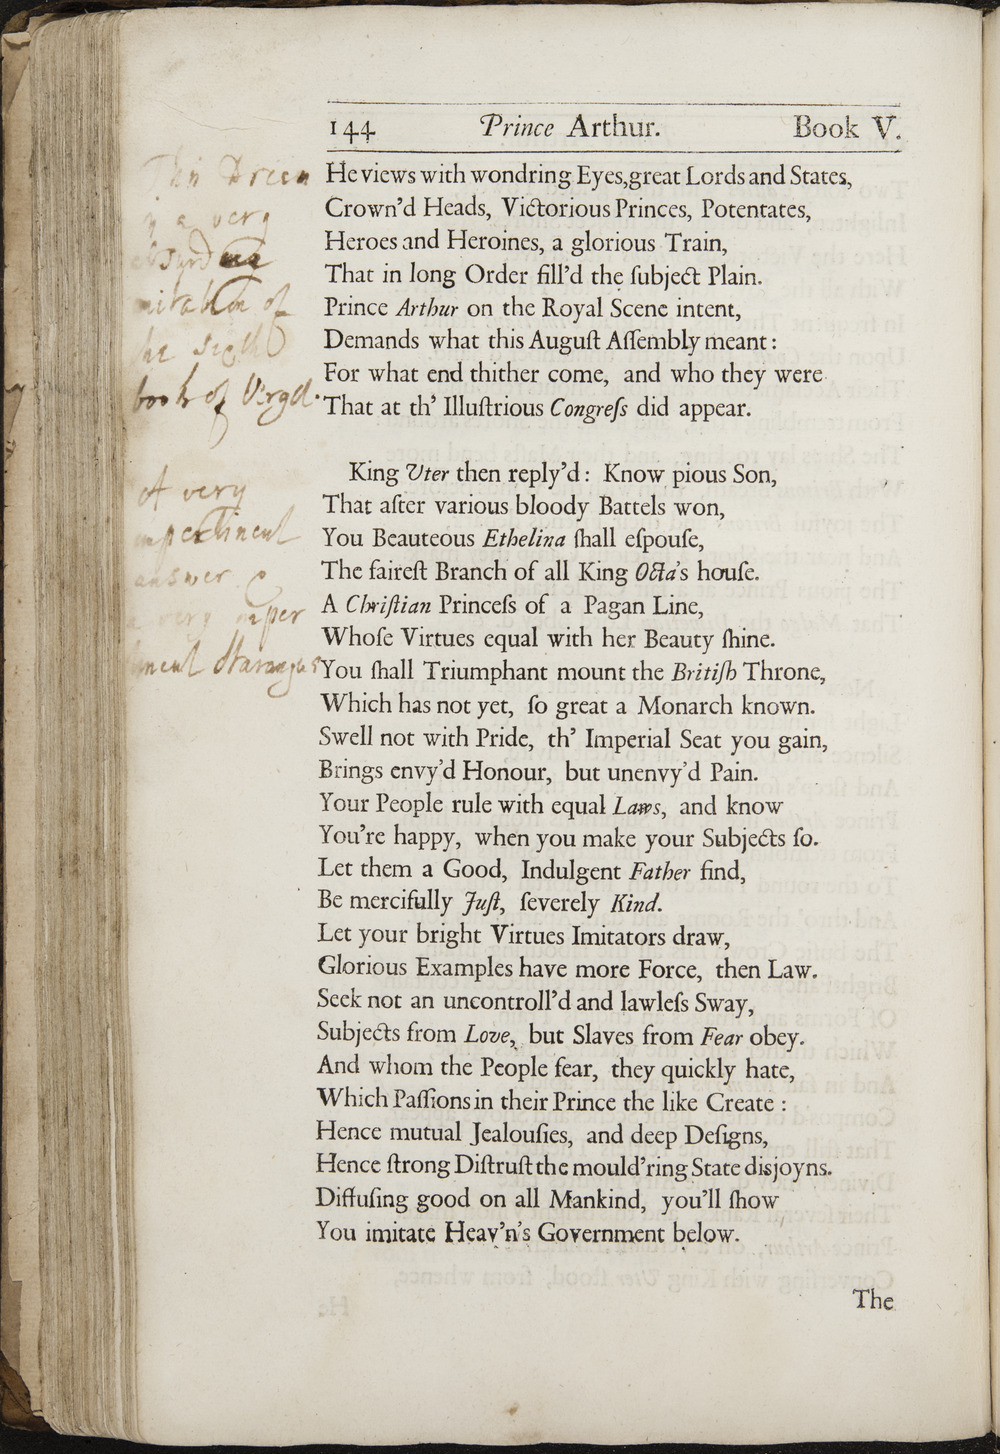 144 Prince Arthur. Book V.
He views with wondring Eyes, great Lords and States,
Crown'd Heads, Victorious Princes, Potentates,
Heroes and Heroines, a glorious Train,
That in long Order fill'd the ſubject Plain.
Prince Arthur on the Royal Scene intent,
Demands what this Auguſt Aſſembly meant:
For what end thither come, and who they were
That at th' Illuſtrious Congreſs did appear.
King Uter then reply'd: Know pious Son,
That after various bloody Battels won,
You Beauteous Ethelina ſhall eſpouſe,
The faireſt Branch of all King Octa's houſe.
A Chriſtian Princeſs of a Pagan Line,
Whoſe Virtues equal with her Beauty ſhine.
You ſhall Triumphant mount the Britiſh Throne,
Which has not yet, ſo great a Monarch known.
Swell not with Pride, th' Imperial Seat you gain,
Brings envy'd Honour, but unenvy'd Pain.
Your People rule with equal Laws, and know
You're happy, when you make your Subjects ſo.
Let them a Good, Indulgent Father find,
Be mercifully Juſt, ſeverely Kind.
Let your bright Virtues Imitators draw,
Glorious Examples have more Force, then Law.
Seek not an uncontroll'd and lawleſs Sway,
Subjects from Love, but Slaves from Fear obey.
And whom the People fear, they quickly hate,
Which Paſſions in their Prince the like Create:
Hence mutual Jealouſies, and deep Deſigns,
Hence ſtrong Diſtruſt the mould'ring State disjoyns.
Diffuſing good on all Mankind, you'll ſhow
You imitate Heav'n's Government below.
The
is a very
of
book of Virgil.
A very
answer
a very